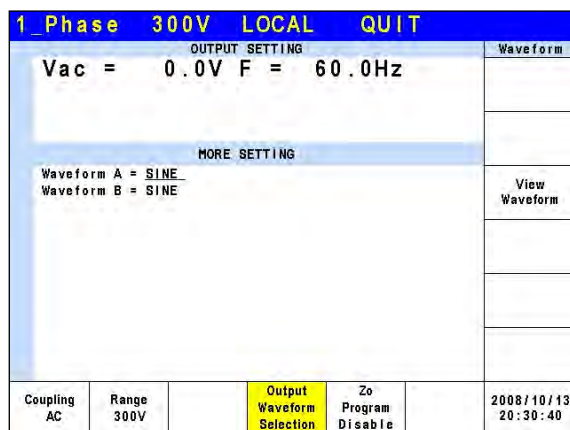 1_Phase 300V LOCAL QUIT
OUTPUT SETTING
Waveform
Vac = 0.0V F = 60.0Hz
MORE SETTING
Waveform A = SINE
Waveform B = SINE
View
Waveform
Coupling
AC
Range
300V
Output
Waveform
Selection
Zo
Program
Disable
2008/10/13
20:30:40